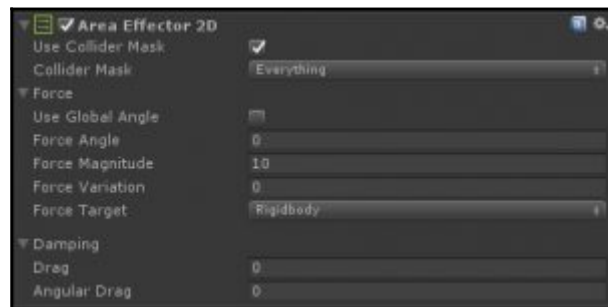 Area Effector 2D
Use Collider Mask
Collider Mask Everything
Force
Use Global Angle
Force Angle 0
Force Magnitude 10
Force Variation 0
Force Target Rigidbody
Damping
Drag 0
Angular Drag 0